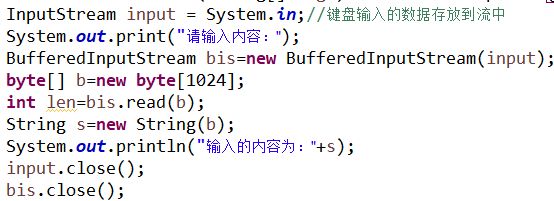 InputStream input = System.in;//键盘输入的数据存放到流中
System.out.print("请输入内容：");
BufferedInputStream bis=new BufferedInputStream(input);
byte[] b=new byte[1024];
int len=bis.read(b);
String s=new String(b);
System.out.println("输入的内容为："+s);
input.close();
bis.close();